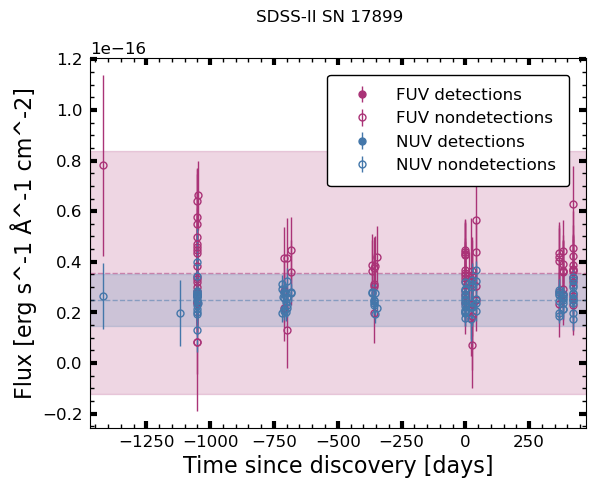 SDSS-II SN 17899
1e−16
Flux [erg s^-1 Å^-1 cm^-2]
1.2
1.0
0.8
0.6
0.4
0.2
0.0
−0.2
FUV detections
FUV nondetections
NUV detections
NUV nondetections
−1250 −1000 −750 −500 −250 0 250
Time since discovery [days]